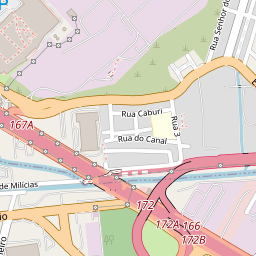 P
Rua Senhor do
Rua Caburi
Rua 3
167A
Rua do Canal
de Milícias
172
172A
166
172B